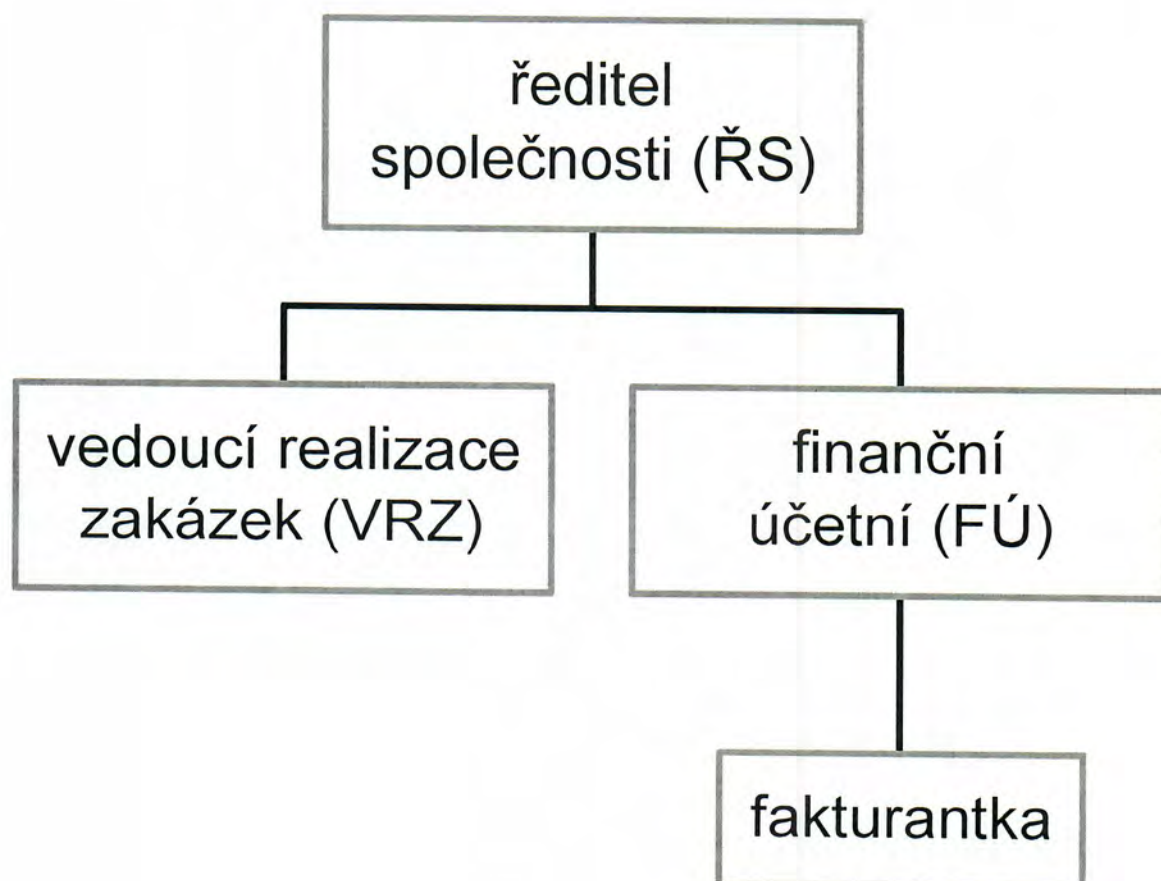 ředitel
společnosti (ŘS)
vedoucí realizace
zakázek (VRZ)
finanční
účetní (FÚ)
fakturantka